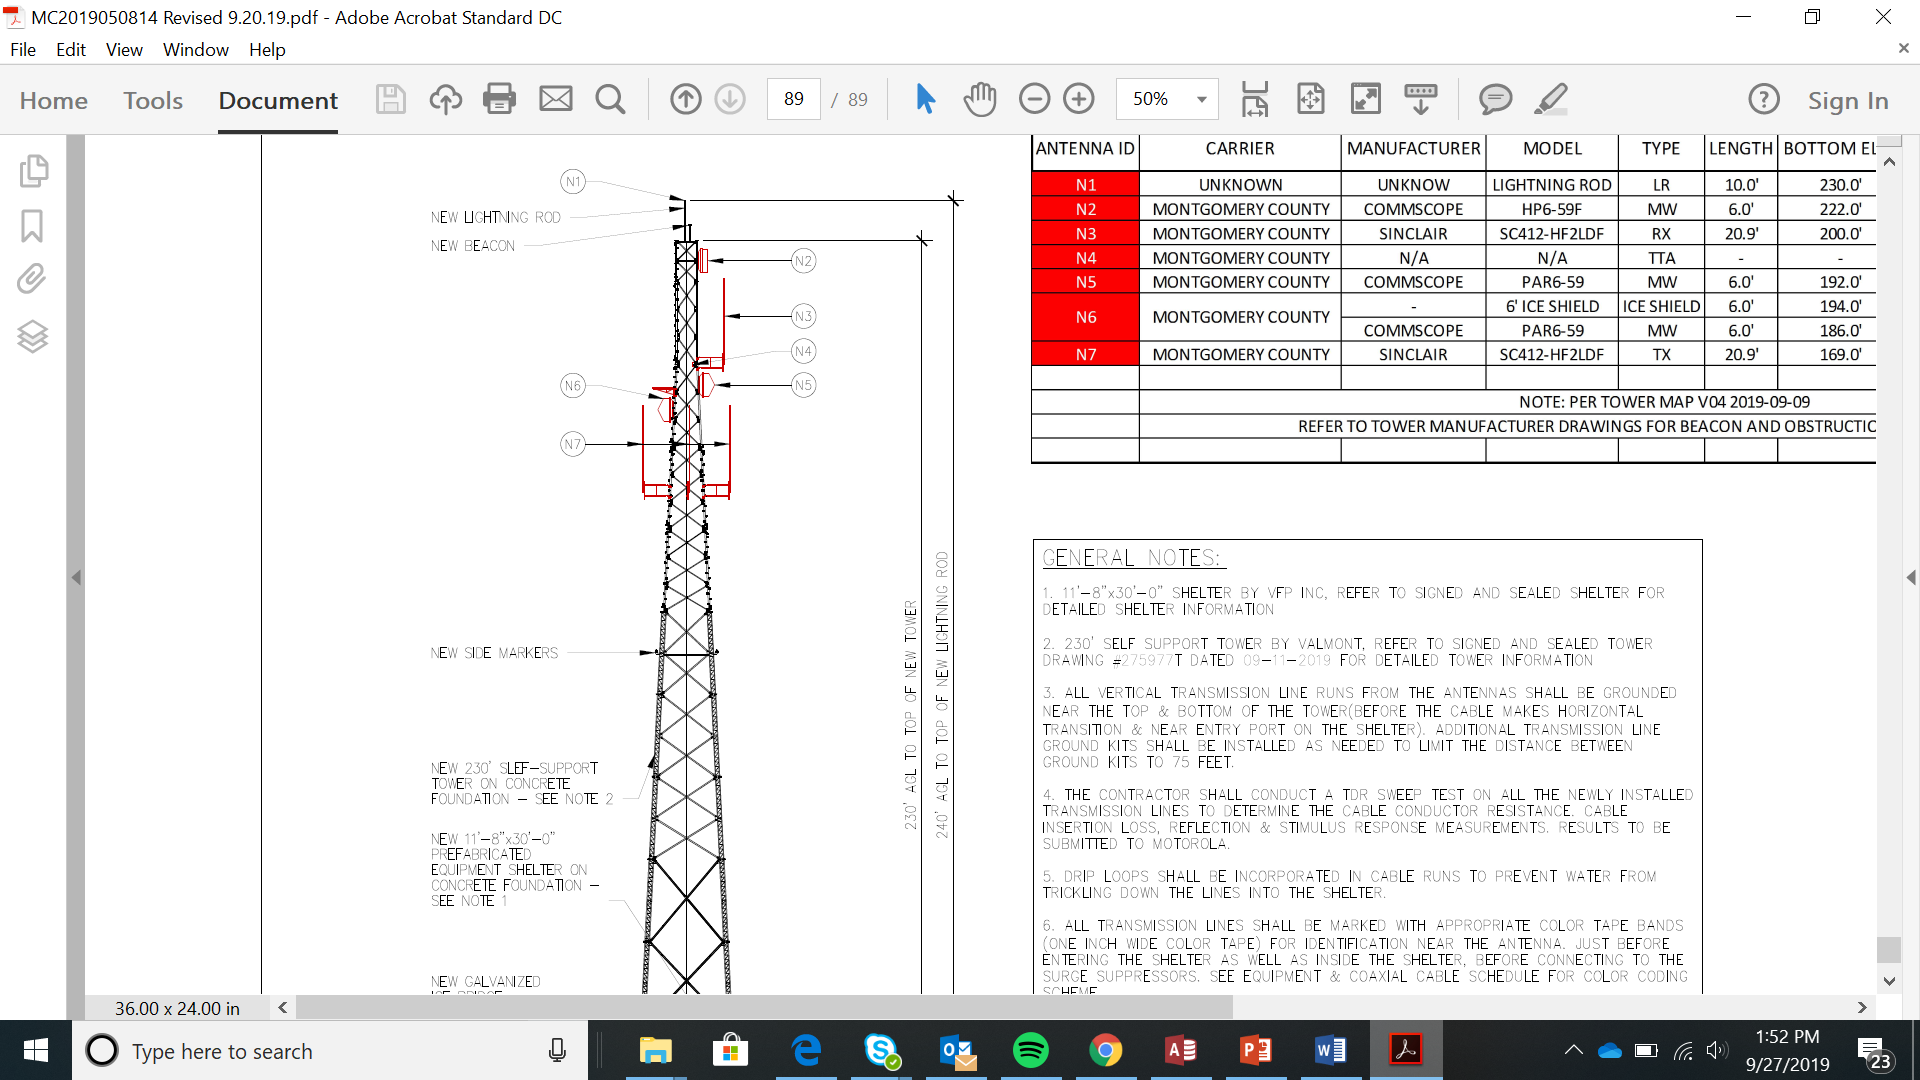 MC2019050814 Revised 9.20.19.pdf - Adobe Acrobat Standard DC
File Edit View Window Help
Home Tools Document 89 / 89 50% Sign In
N1
NEW LIGHTNING ROD
NEW BEACON
N2
N3
N4
N5
N6
N7
NEW SIDE MARKERS
NEW 230' SLEF-SUPPORT
TOWER ON CONCRETE
FOUNDATION - SEE NOTE 2
NEW 11'-8"x30'-0"
PREFABRICATED
EQUIPMENT SHELTER ON
CONCRETE FOUNDATION -
SEE NOTE 1
NEW GALVANIZED
230' AGL TO TOP OF NEW TOWER
240' AGL TO TOP OF NEW LIGHTNING ROD
ANTENNA ID CARRIER MANUFACTURER MODEL TYPE LENGTH BOTTOM EL
N1 UNKNOWN UNKNOW LIGHTNING ROD LR 10.0' 230.0'
N2 MONTGOMERY COUNTY COMMSCOPE HP6-59F MW 6.0' 222.0'
N3 MONTGOMERY COUNTY SINCLAIR SC412-HF2LDF RX 20.9' 200.0'
N4 MONTGOMERY COUNTY N/A N/A TTA - -
N5 MONTGOMERY COUNTY COMMSCOPE PAR6-59 MW 6.0' 192.0'
N6 MONTGOMERY COUNTY - 6' ICE SHIELD ICE SHIELD 6.0' 194.0'
COMMSCOPE PAR6-59 MW 6.0' 186.0'
N7 MONTGOMERY COUNTY SINCLAIR SC412-HF2LDF TX 20.9' 169.0'
NOTE: PER TOWER MAP V04 2019-09-09
REFER TO TOWER MANUFACTURER DRAWINGS FOR BEACON AND OBSTRUCTIO
GENERAL NOTES:
1. 11'-8"x30'-0" SHELTER BY VFP INC, REFER TO SIGNED AND SEALED SHELTER FOR
DETAILED SHELTER INFORMATION
2. 230' SELF SUPPORT TOWER BY VALMONT, REFER TO SIGNED AND SEALED TOWER
DRAWING #275977T DATED 09-11-2019 FOR DETAILED TOWER INFORMATION
3. ALL VERTICAL TRANSMISSION LINE RUNS FROM THE ANTENNAS SHALL BE GROUNDED
NEAR THE TOP & BOTTOM OF THE TOWER(BEFORE THE CABLE MAKES HORIZONTAL
TRANSITION & NEAR ENTRY PORT ON THE SHELTER). ADDITIONAL TRANSMISSION LINE
GROUND KITS SHALL BE INSTALLED AS NEEDED TO LIMIT THE DISTANCE BETWEEN
GROUND KITS TO 75 FEET.
4. THE CONTRACTOR SHALL CONDUCT A TDR SWEEP TEST ON ALL THE NEWLY INSTALLED
TRANSMISSION LINES TO DETERMINE THE CABLE CONDUCTOR RESISTANCE. CABLE
INSERTION LOSS, REFLECTION & STIMULUS RESPONSE MEASUREMENTS. RESULTS TO BE
SUBMITTED TO MOTOROLA.
5. DRIP LOOPS SHALL BE INCORPORATED IN CABLE RUNS TO PREVENT WATER FROM
TRICKLING DOWN THE LINES INTO THE SHELTER.
6. ALL TRANSMISSION LINES SHALL BE MARKED WITH APPROPRIATE COLOR TAPE BANDS
(ONE INCH WIDE COLOR TAPE) FOR IDENTIFICATION NEAR THE ANTENNA. JUST BEFORE
ENTERING THE SHELTER AS WELL AS INSIDE THE SHELTER, BEFORE CONNECTING TO THE
SURGE SUPPRESSORS. SEE EQUIPMENT & COAXIAL CABLE SCHEDULE FOR COLOR CODING
SCHEME
36.00 x 24.00 in
Type here to search
1:52 PM
9/27/2019
23